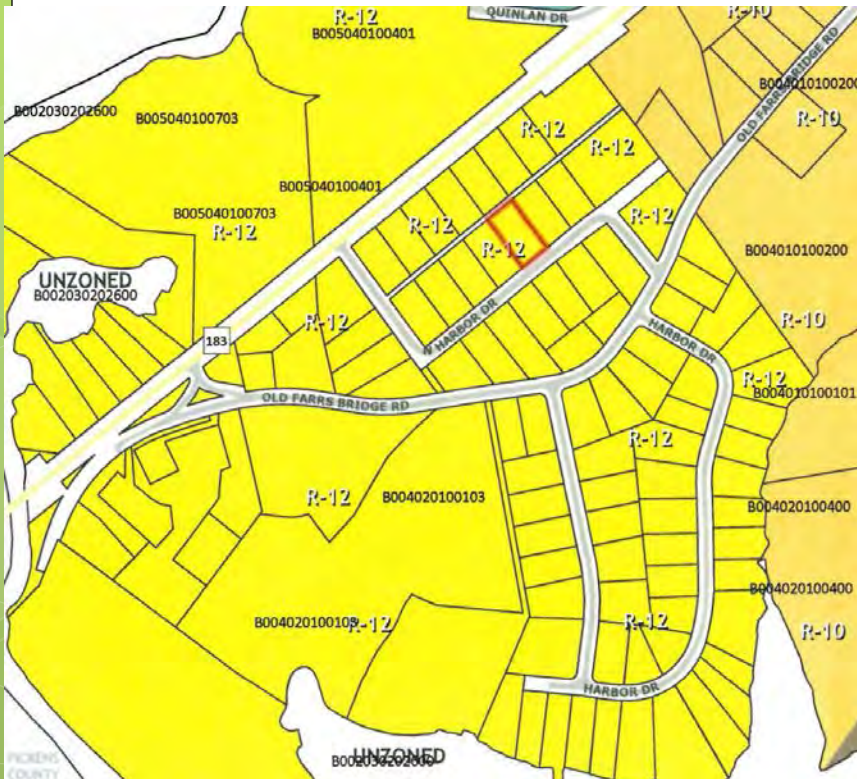 QUINLAN DR
R-12
B005040100401
R-10
OLD FARRS BRIDGE RD
B004010100200
R-10
B002030202600
B005040100703
R-12
R-12
B005040100401
B005040100703
R-12
R-12
R-12
R-12
B004010100200
UNZONED
B002030202600
R-12
183
N HARBOR DR
HARBOR DR
R-10
R-12
B004010100101
OLD FARRS BRIDGE RD
R-12
R-12
B004020100103
B004020100400
B004020100400
B004020100103
R-12
R-12
R-10
HARBOR DR
UNZONED
PICKENS
COUNTY